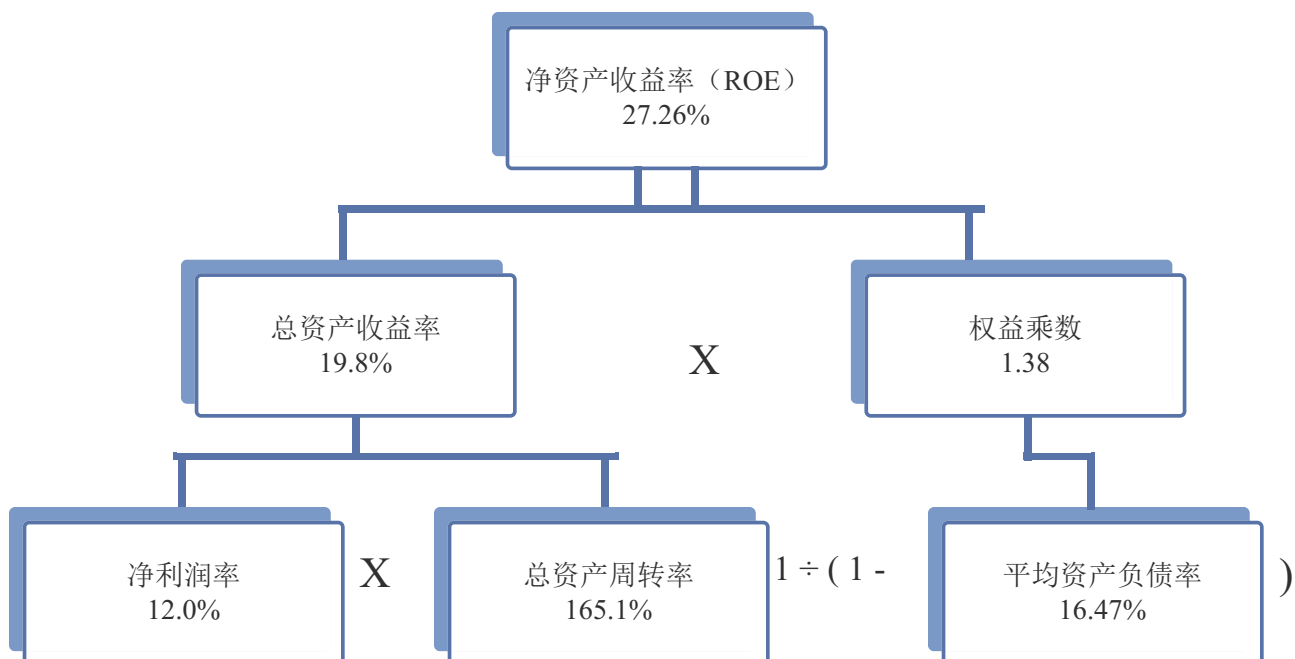 净资产收益率（ROE）
27.26%
总资产收益率
19.8%
X
权益乘数
1.38
净利润率
12.0%
X
总资产周转率
165.1%
1 ÷ ( 1 -
平均资产负债率
16.47%
)